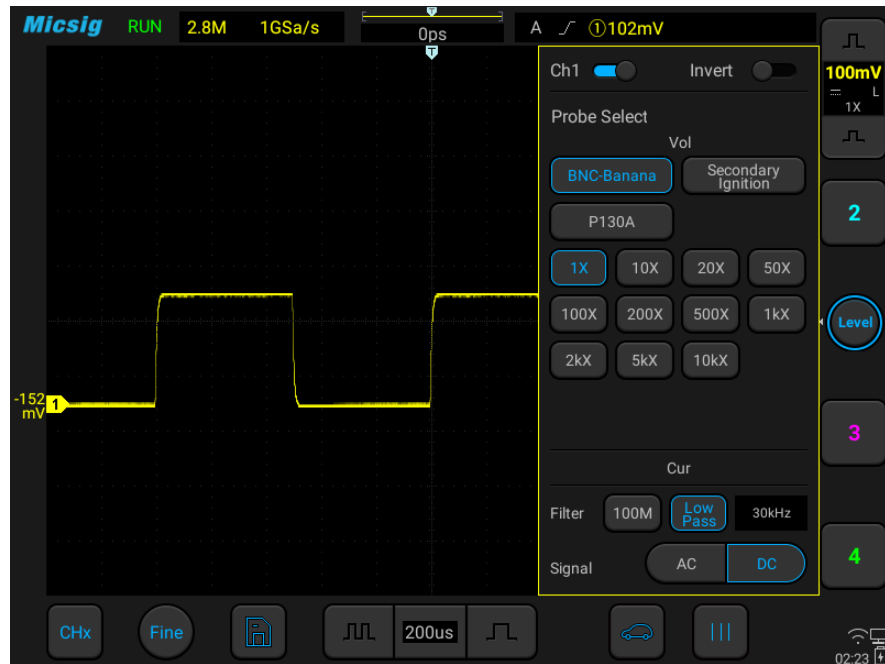 Micsig RUN 2.8M 1GSa/s 0ps A ①102mV
T
T
Ch1 Invert
100mV
L
1X
Probe Select
Vol
BNC-Banana Secondary Ignition
P130A
2
1X 10X 20X 50X
100X 200X 500X 1kX
Level
2kX 5kX 10kX
-152 mV 1
3
Cur
Filter 100M Low Pass 30kHz
Signal AC DC
4
CHx Fine 200us
02:23